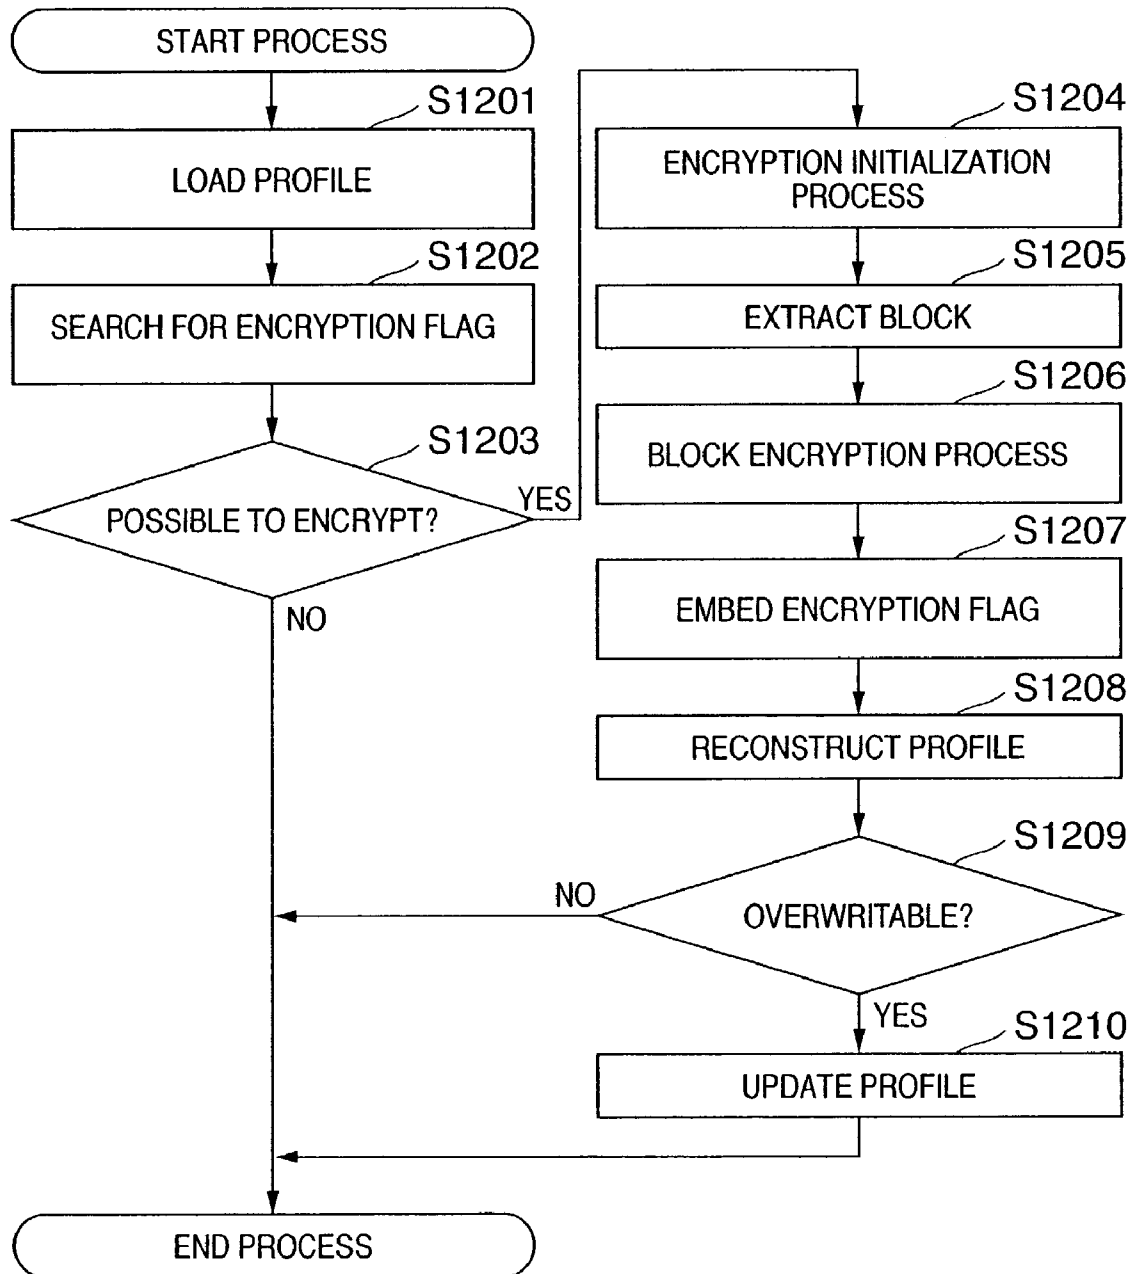 START PROCESS
S1201
LOAD PROFILE
S1202
SEARCH FOR ENCRYPTION FLAG
S1203
POSSIBLE TO ENCRYPT?
YES
NO
S1204
ENCRYPTION INITIALIZATION
PROCESS
S1205
EXTRACT BLOCK
S1206
BLOCK ENCRYPTION PROCESS
S1207
EMBED ENCRYPTION FLAG
S1208
RECONSTRUCT PROFILE
S1209
OVERWRITABLE?
NO
YES
S1210
UPDATE PROFILE
END PROCESS